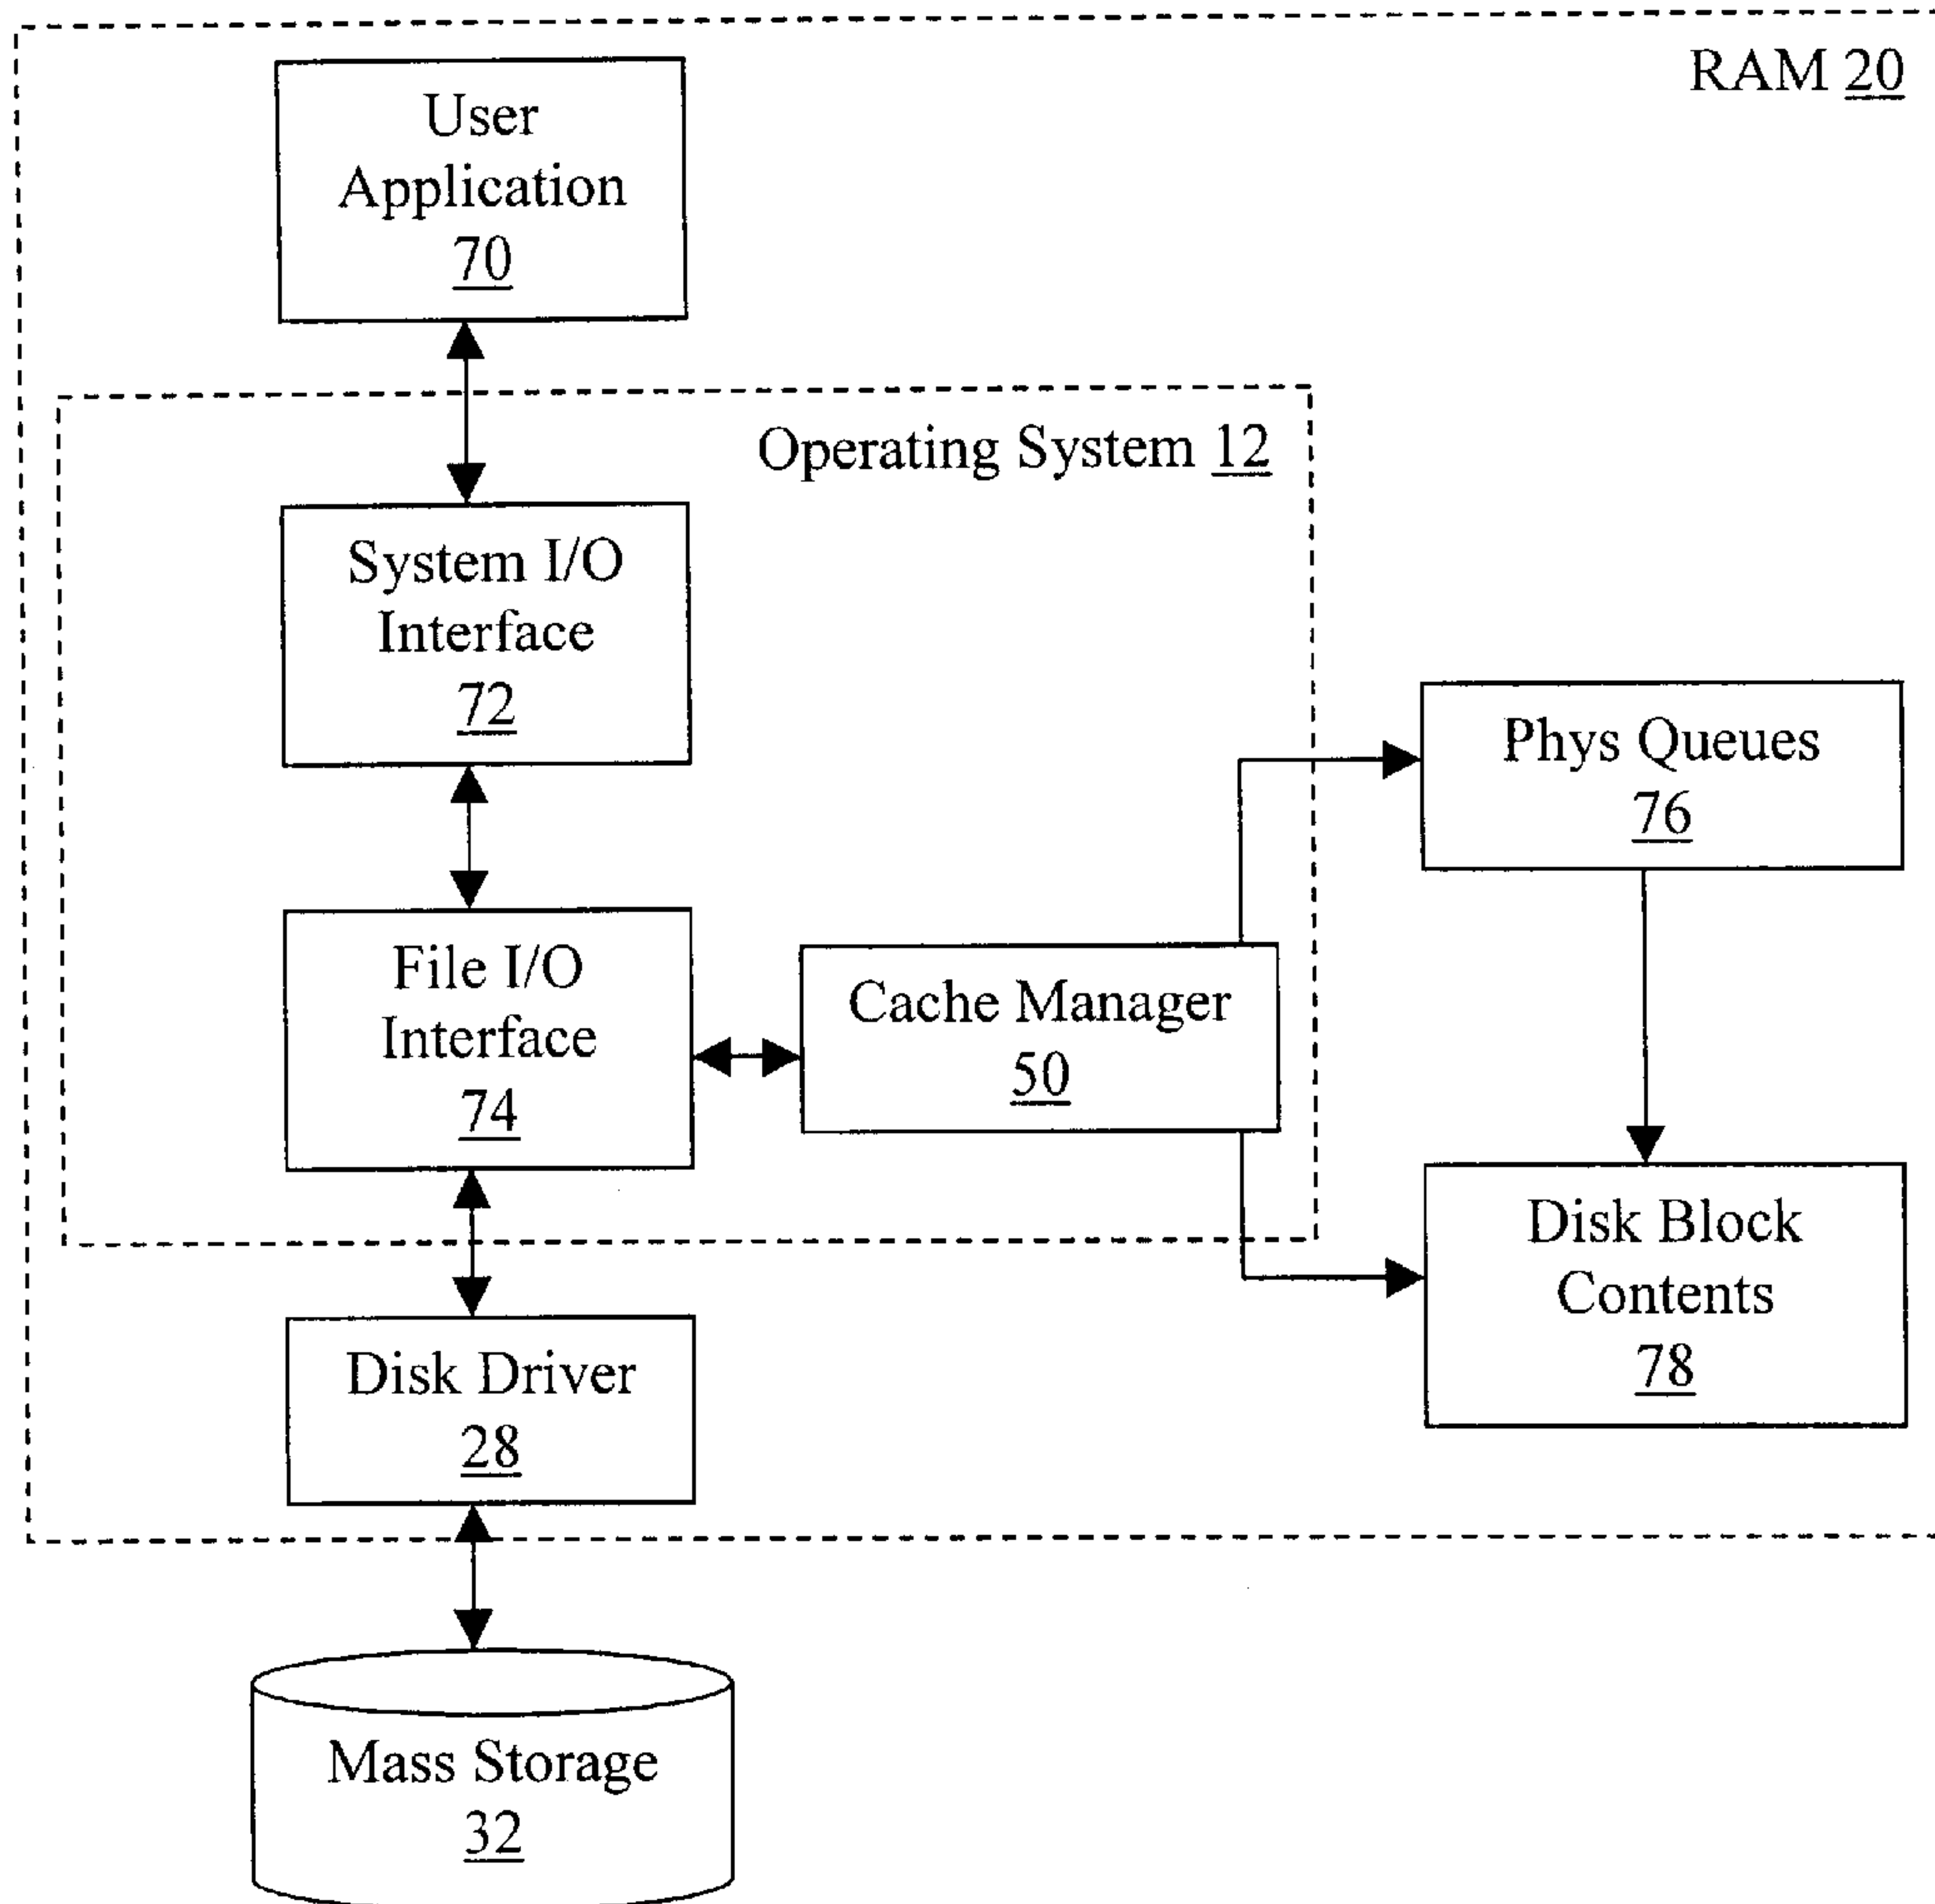 RAM 20
User
Application
70
Operating System 12
System I/O
Interface
72
Phys Queues
76
File I/O
Interface
74
Cache Manager
50
Disk Block
Contents
78
Disk Driver
28
Mass Storage
32